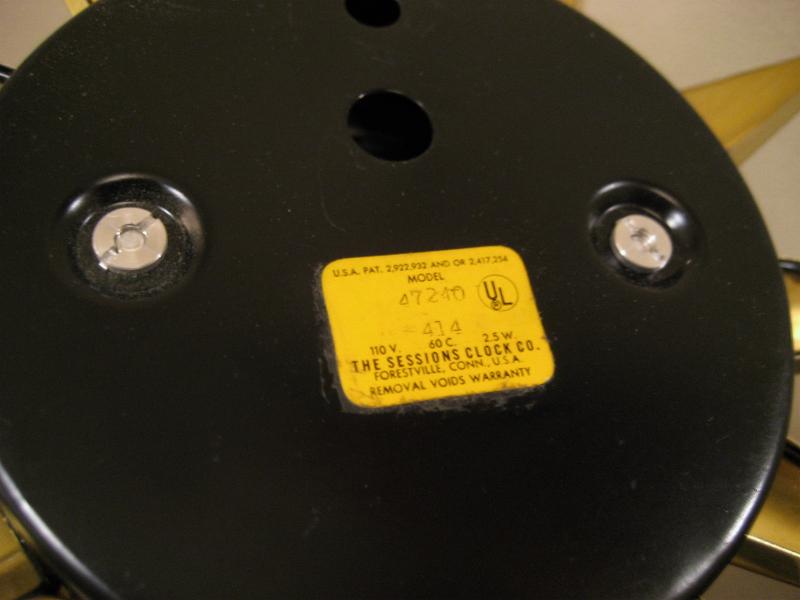 U.S.A. PAT. 2,922,932 AND OR 2,417,254
MODEL
47240 UL
414
110 V. 60 C. 2.5 W.
THE SESSIONS CLOCK CO.
FORESTVILLE, CONN., U.S.A.
REMOVAL VOIDS WARRANTY